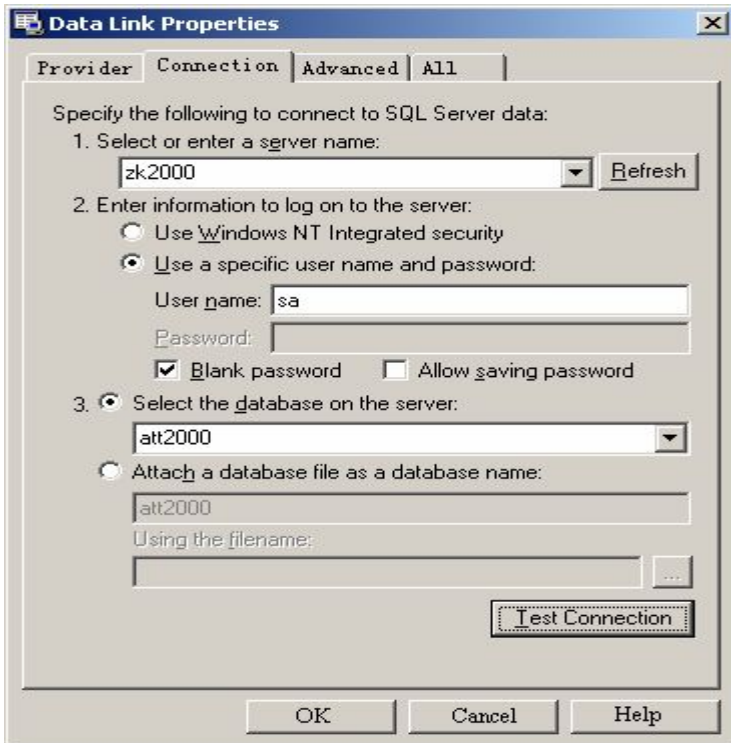 Data Link Properties
Provider Connection Advanced All
Specify the following to connect to SQL Server data:
1. Select or enter a server name:
zk2000 Refresh
2. Enter information to log on to the server:
Use Windows NT Integrated security
Use a specific user name and password:
User name: sa
Password:
Blank password Allow saving password
3. Select the database on the server:
att2000
Attach a database file as a database name:
att2000
Using the filename:
...
Test Connection
OK Cancel Help